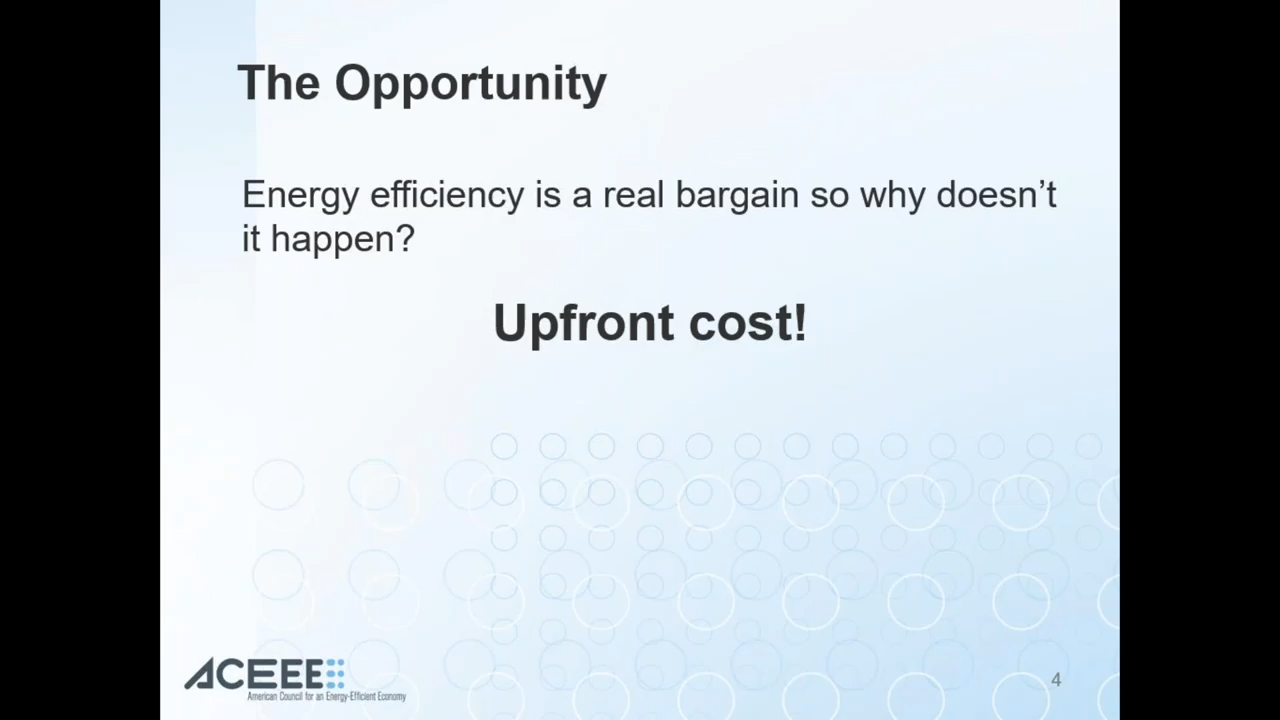 The Opportunity
Energy efficiency is a real bargain so why doesn’t
it happen?
Upfront cost!
ACEEE
American Council for an Energy-Efficient Economy
4